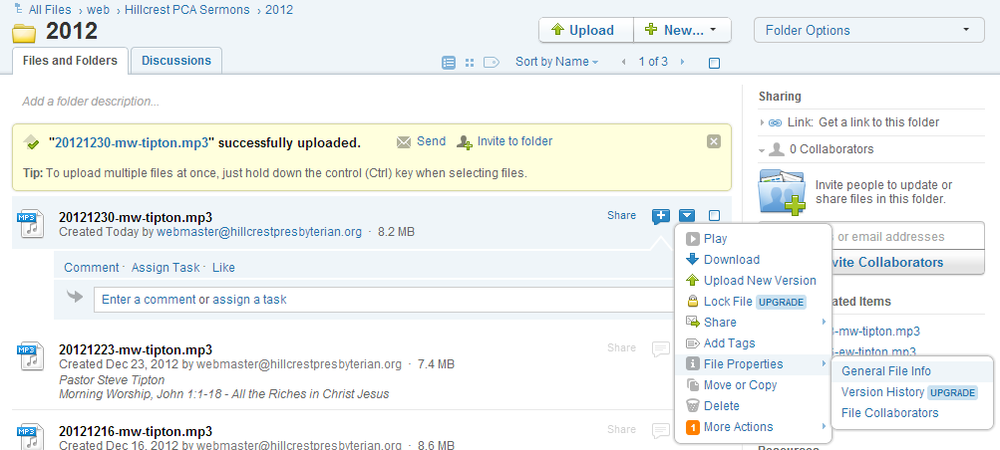 All Files › web › Hillcrest PCA Sermons › 2012
2012
Upload
New...
Folder Options
Files and Folders
Discussions
Sort by Name
1 of 3
Add a folder description...
"20121230-mw-tipton.mp3" successfully uploaded.
Send
Invite to folder
Tip: To upload multiple files at once, just hold down the control (Ctrl) key when selecting files.
MP3
20121230-mw-tipton.mp3
Share
Created Today by webmaster@hillcrestpresbyterian.org · 8.2 MB
Comment · Assign Task · Like
Enter a comment or assign a task
MP3
20121223-mw-tipton.mp3
Share
Created Dec 23, 2012 by webmaster@hillcrestpresbyterian.org · 7.4 MB
Pastor Steve Tipton
Morning Worship, John 1:1-18 - All the Riches in Christ Jesus
MP3
20121216-mw-tipton.mp3
Share
Created Dec 16, 2012 by webmaster@hillcrestpresbyterian.org · 8.6 MB
Play
Download
Upload New Version
Lock File UPGRADE
Share
Add Tags
File Properties
Move or Copy
Delete
1 More Actions
General File Info
Version History UPGRADE
File Collaborators
Sharing
Link: Get a link to this folder
0 Collaborators
Invite people to update or
share files in this folder.
or email addresses
vite Collaborators
ated Items
-mw-tipton.mp3
-ew-tipton.mp3